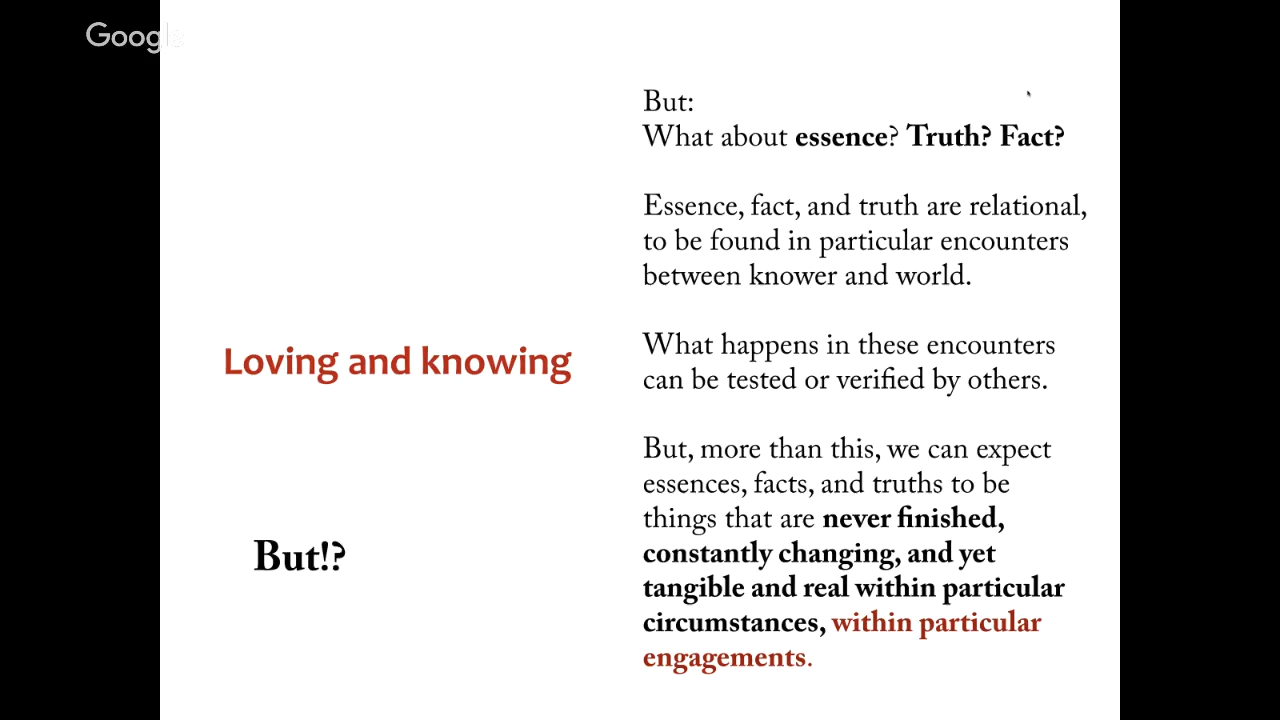 Google
Loving and knowing
But!?
But:
What about essence? Truth? Fact?
Essence, fact, and truth are relational,
to be found in particular encounters
between knower and world.
What happens in these encounters
can be tested or verified by others.
But, more than this, we can expect
essences, facts, and truths to be
things that are never finished,
constantly changing, and yet
tangible and real within particular
circumstances, within particular
engagements.